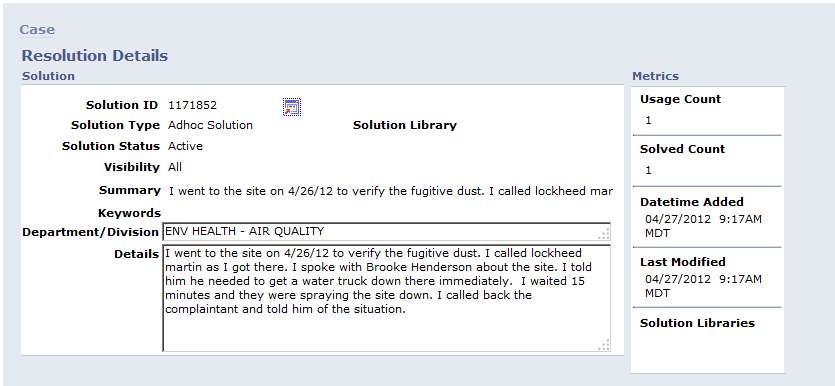 Case
Resolution Details
Solution
Solution ID 1171852
Solution Type Adhoc Solution Solution Library
Solution Status Active
Visibility All
Summary I went to the site on 4/26/12 to verify the fugitive dust. I called lockheed mar
Keywords
Department/Division ENV HEALTH - AIR QUALITY
Details I went to the site on 4/26/12 to verify the fugitive dust. I called lockheed
martin as I got there. I spoke with Brooke Henderson about the site. I told
him he needed to get a water truck down there immediately.  I waited 15
minutes and they were spraying the site down. I called back the
complaintant and told him of the situation.
Metrics
Usage Count
1
Solved Count
1
Datetime Added
04/27/2012  9:17AM
MDT
Last Modified
04/27/2012  9:17AM
MDT
Solution Libraries